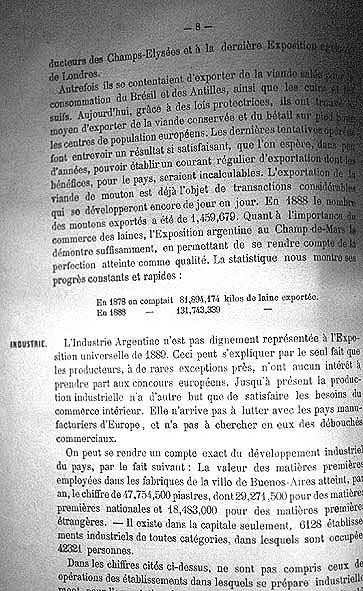 — 8 —
ducteurs des Champs-Elysées et à la dernière Exposition
de Londres.
Autrefois ils se contentaient d'exporter de la viande salée pour la
consommation du Brésil et des Antilles, ainsi que les cuirs et les
suifs. Aujourd'hui, grâce à des lois protectrices, ils ont trouvé
moyen d'exporter de la viande conservée et du bétail sur pied
les centres de population européens. Les dernières tentatives
font entrevoir un résultat si satisfaisant, que l'on espère, dans peu
d'années, pouvoir établir un courant régulier d'exportation dont les
bénéfices, pour le pays, seraient incalculables. L'exportation de la
viande de mouton est déjà l'objet de transactions considérables
qui se développeront encore de jour en jour. En 1888 le nombre
des moutons exportés a été de 1,459,679. Quant à l'importance du
commerce des laines, l'Exposition argentine au Champ-de-Mars la
démontre suffisamment, en permettant de se rendre compte de la
perfection atteinte comme qualité. La statistique nous montre ses
progrès constants et rapides :
En 1878 on comptait 81,894,174 kilos de laine exportée.
En 1888 — 131,743,339 —
INDUSTRIE. L'Industrie Argentine n'est pas dignement représentée à l'Expo-
sition universelle de 1889. Ceci peut s'expliquer par le seul fait que
les producteurs, à de rares exceptions près, n'ont aucun intérêt à
prendre part aux concours européens. Jusqu'à présent la produc-
tion industrielle n'a d'autre but que de satisfaire les besoins du
commerce intérieur. Elle n'arrive pas à lutter avec les pays manu-
facturiers d'Europe, et n'a pas à chercher en eux des débouchés
commerciaux.
On peut se rendre un compte exact du développement industriel
du pays, par le fait suivant : La valeur des matières premières
employées dans les fabriques de la ville de Buenos-Aires atteint, par
an, le chiffre de 47,754,500 piastres, dont 29,271,500 pour des matières
premières nationales et 18,483,000 pour des matières premières
étrangères. — Il existe dans la capitale seulement, 6128 établisse-
ments industriels de toutes catégories, dans lesquels sont occupées
42321 personnes.
Dans les chiffres cités ci-dessus, ne sont pas compris ceux de
opérations des établissements dans lesquels se prépare industrielle-